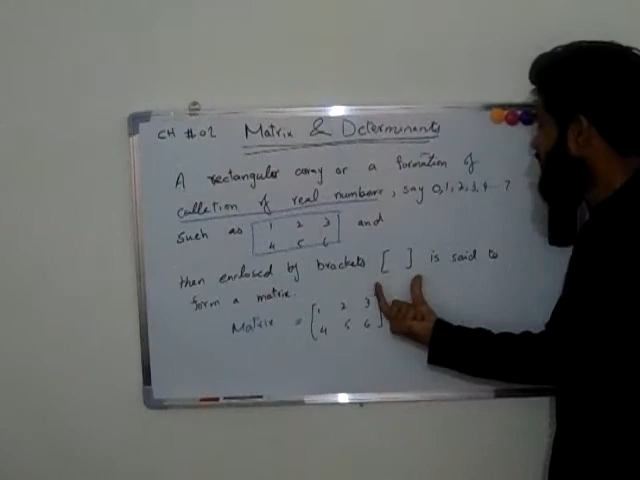 CH # 02 Matrix & Determinants
A rectangular array or a formation of
collection of real numbers, say 0,1,2,3,4 ... 7
Such as 1 2 3 and
4 5 6
then enclosed by brackets [ ] is said to
form a matrix.
Matrix = [ 1 2 3
4 5 6 ]